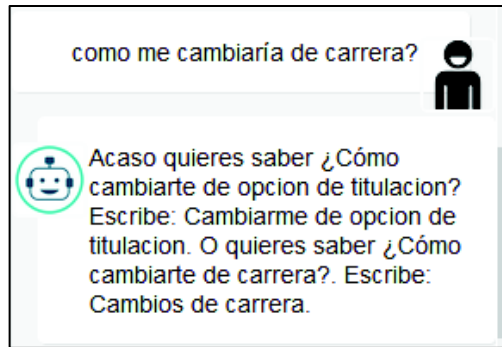 como me cambiaría de carrera?
Acaso quieres saber ¿Cómo
cambiarte de opcion de titulacion?
Escribe: Cambiarme de opcion de
titulacion. O quieres saber ¿Cómo
cambiarte de carrera?. Escribe:
Cambios de carrera.